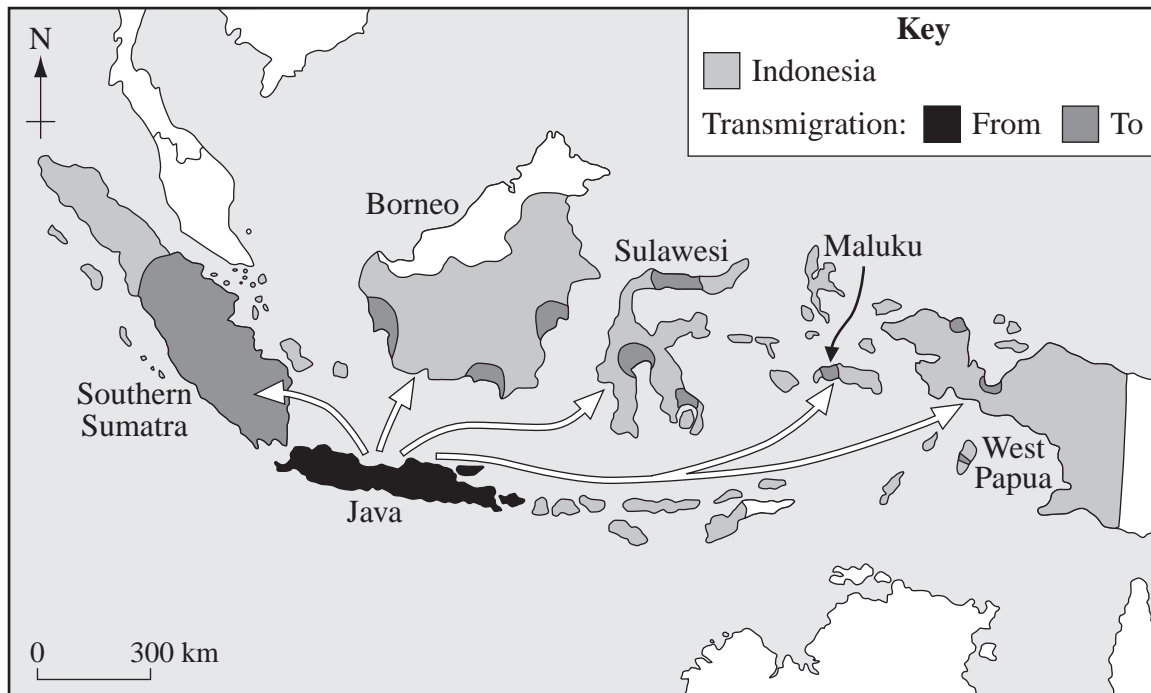 N
Key
Indonesia
Transmigration: From To
Borneo
Sulawesi
Maluku
Southern
Sumatra
West
Papua
Java
0 300 km